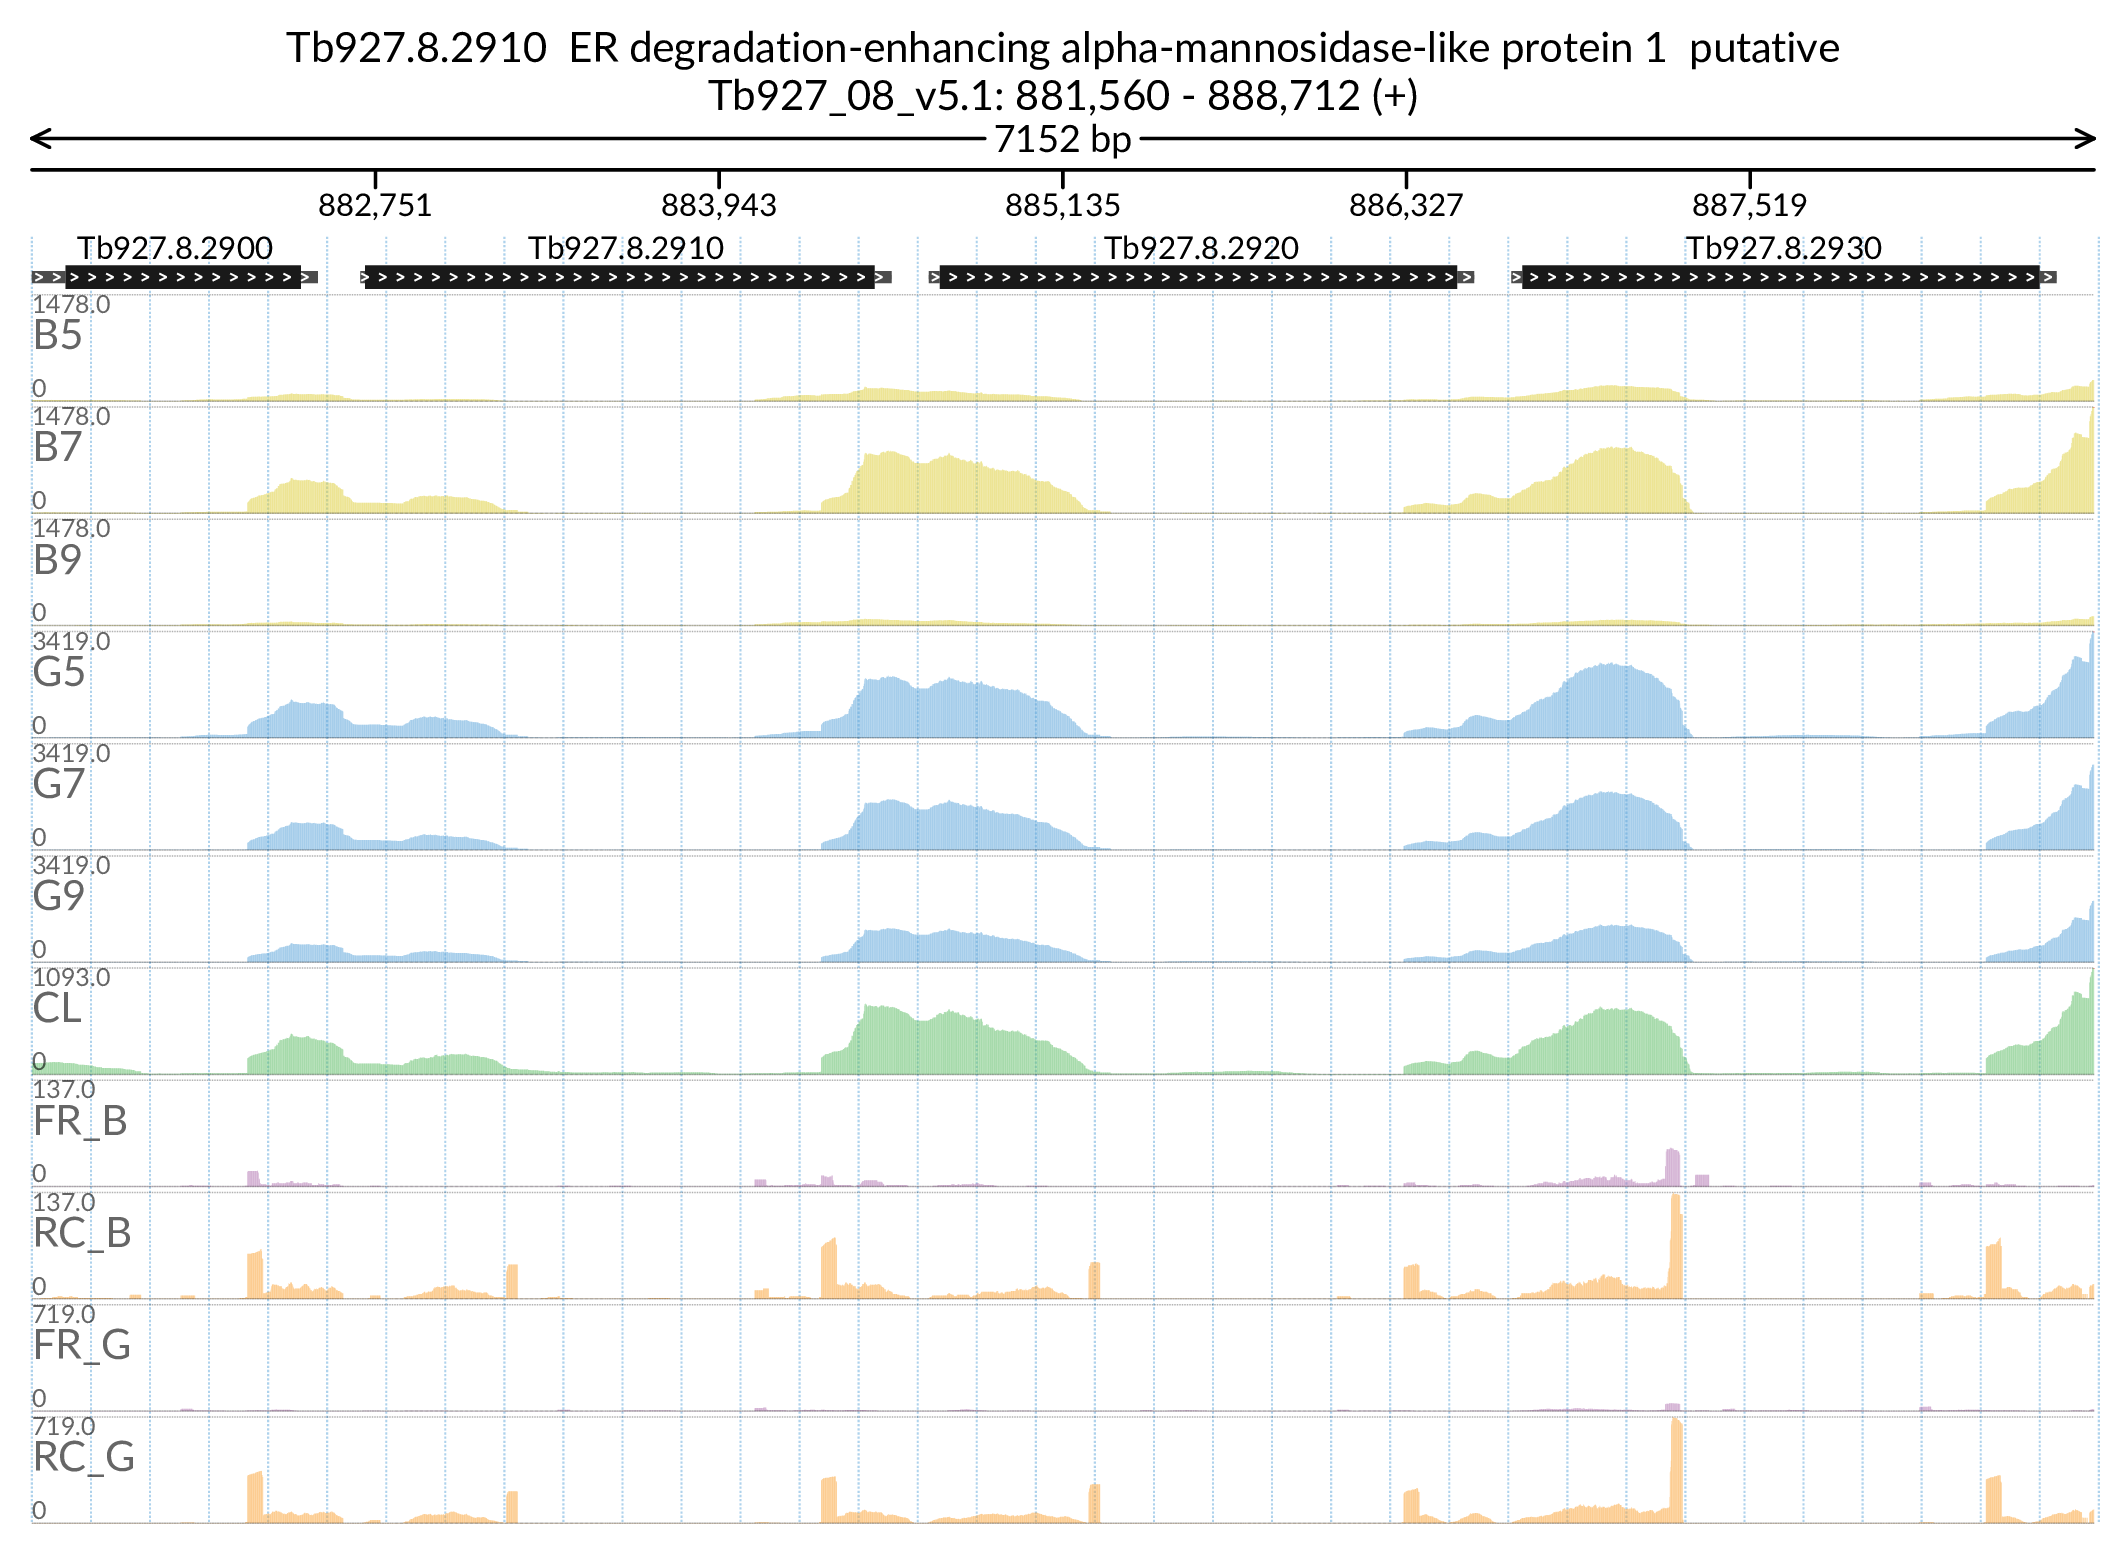 Tb927.8.2910  ER degradation-enhancing alpha-mannosidase-like protein 1  putative
Tb927_08_v5.1: 881,560 - 888,712 (+)
7152 bp
882,751 883,943 885,135 886,327 887,519
Tb927.8.2900 Tb927.8.2910 Tb927.8.2920 Tb927.8.2930
1478.0
B5
0
1478.0
B7
0
1478.0
B9
0
3419.0
G5
0
3419.0
G7
0
3419.0
G9
0
1093.0
CL
0
137.0
FR_B
0
137.0
RC_B
0
719.0
FR_G
0
719.0
RC_G
0